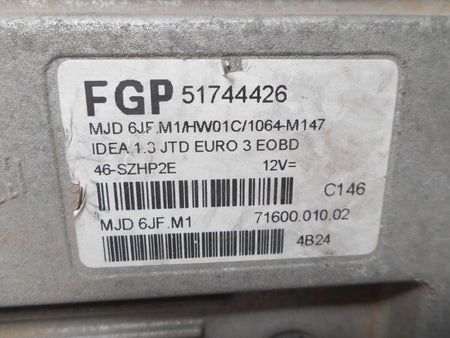 FGP 51744426
MJD 6JF.M1/HW01C/1064-M147
IDEA 1.3 JTD EURO 3 EOBD
46-SZHP2E 12V=
C146
MJD 6JF.M1 71600.010.02
4B24